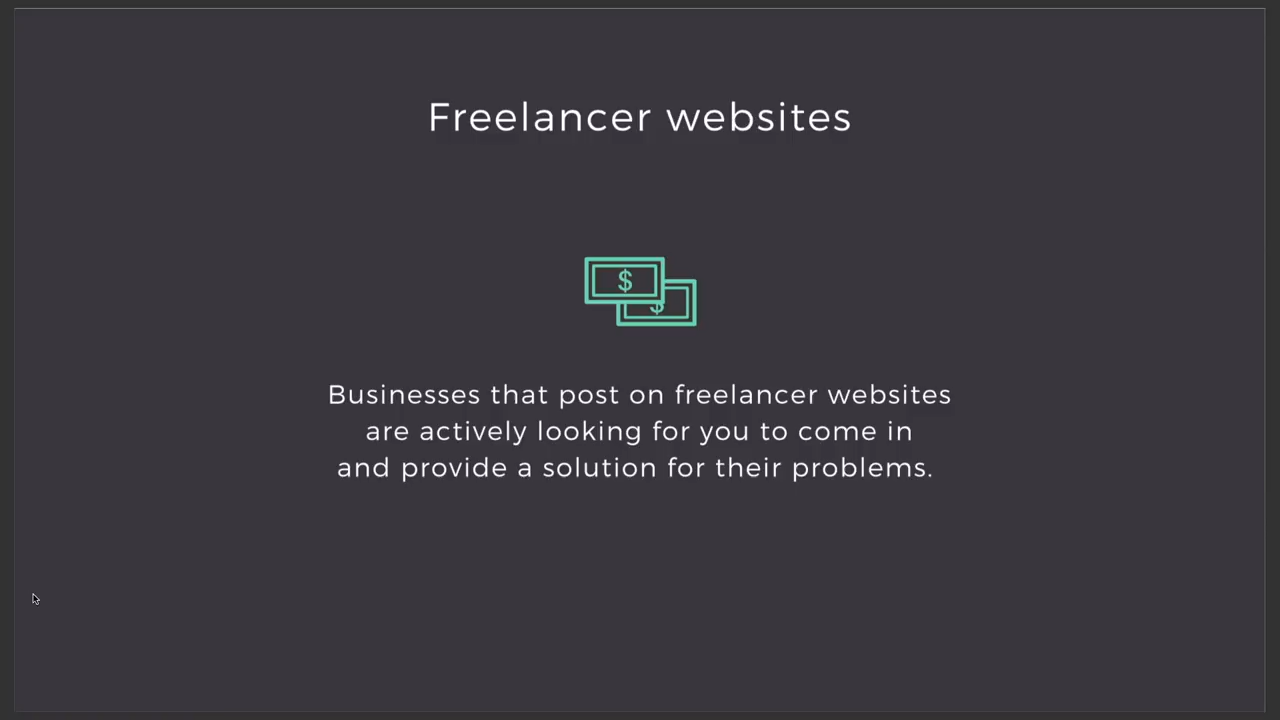 Freelancer websites
$
$
Businesses that post on freelancer websites
are actively looking for you to come in
and provide a solution for their problems.